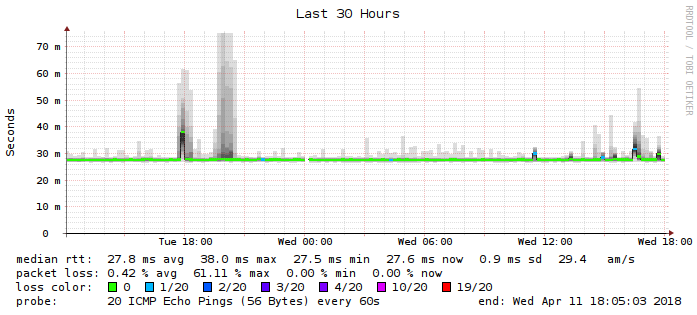 Last 30 Hours
RRDTOOL / TOBI OETIKER
Seconds
70 m
60 m
50 m
40 m
30 m
20 m
10 m
0
Tue 18:00 Wed 00:00 Wed 06:00 Wed 12:00 Wed 18:00
median rtt: 27.8 ms avg 38.0 ms max 27.5 ms min 27.6 ms now 0.9 ms sd 29.4 am/s
packet loss: 0.42 % avg 61.11 % max 0.00 % min 0.00 % now
loss color: 0 1/20 2/20 3/20 4/20 10/20 19/20
probe: 20 ICMP Echo Pings (56 Bytes) every 60s end: Wed Apr 11 18:05:03 2018